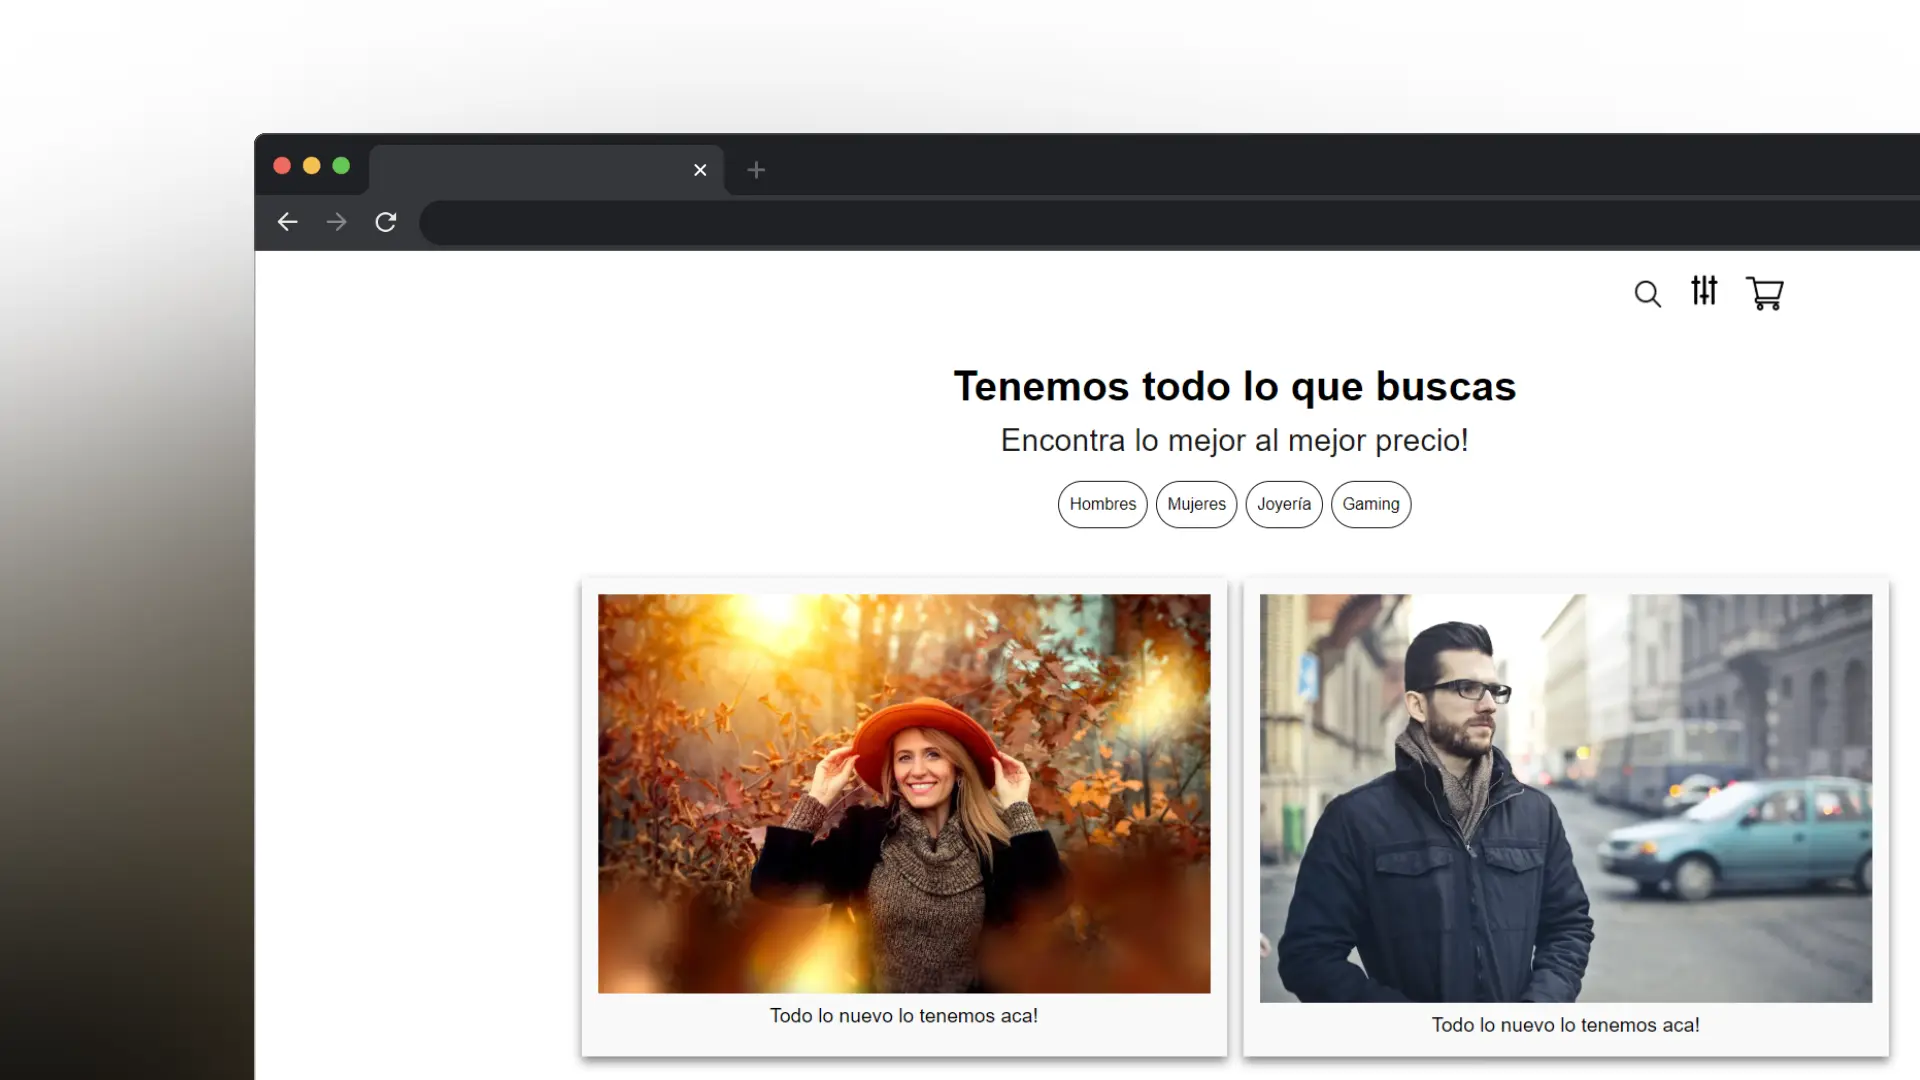 Tenemos todo lo que buscas
Encontra lo mejor al mejor precio!
Hombres Mujeres Joyería Gaming
Todo lo nuevo lo tenemos aca!
Todo lo nuevo lo tenemos aca!